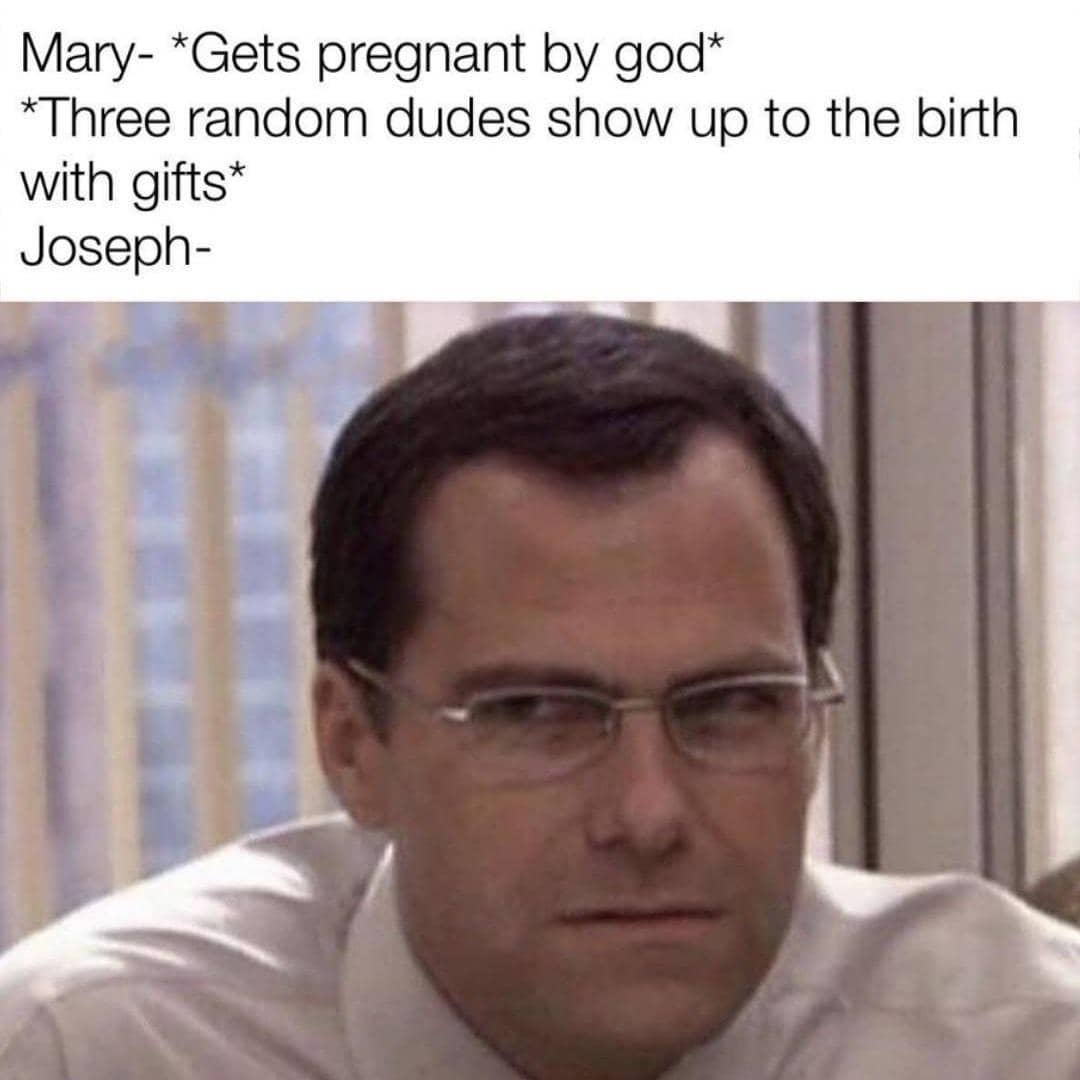 Mary- *Gets pregnant by god*
*Three random dudes show up to the birth
with gifts*
Joseph-